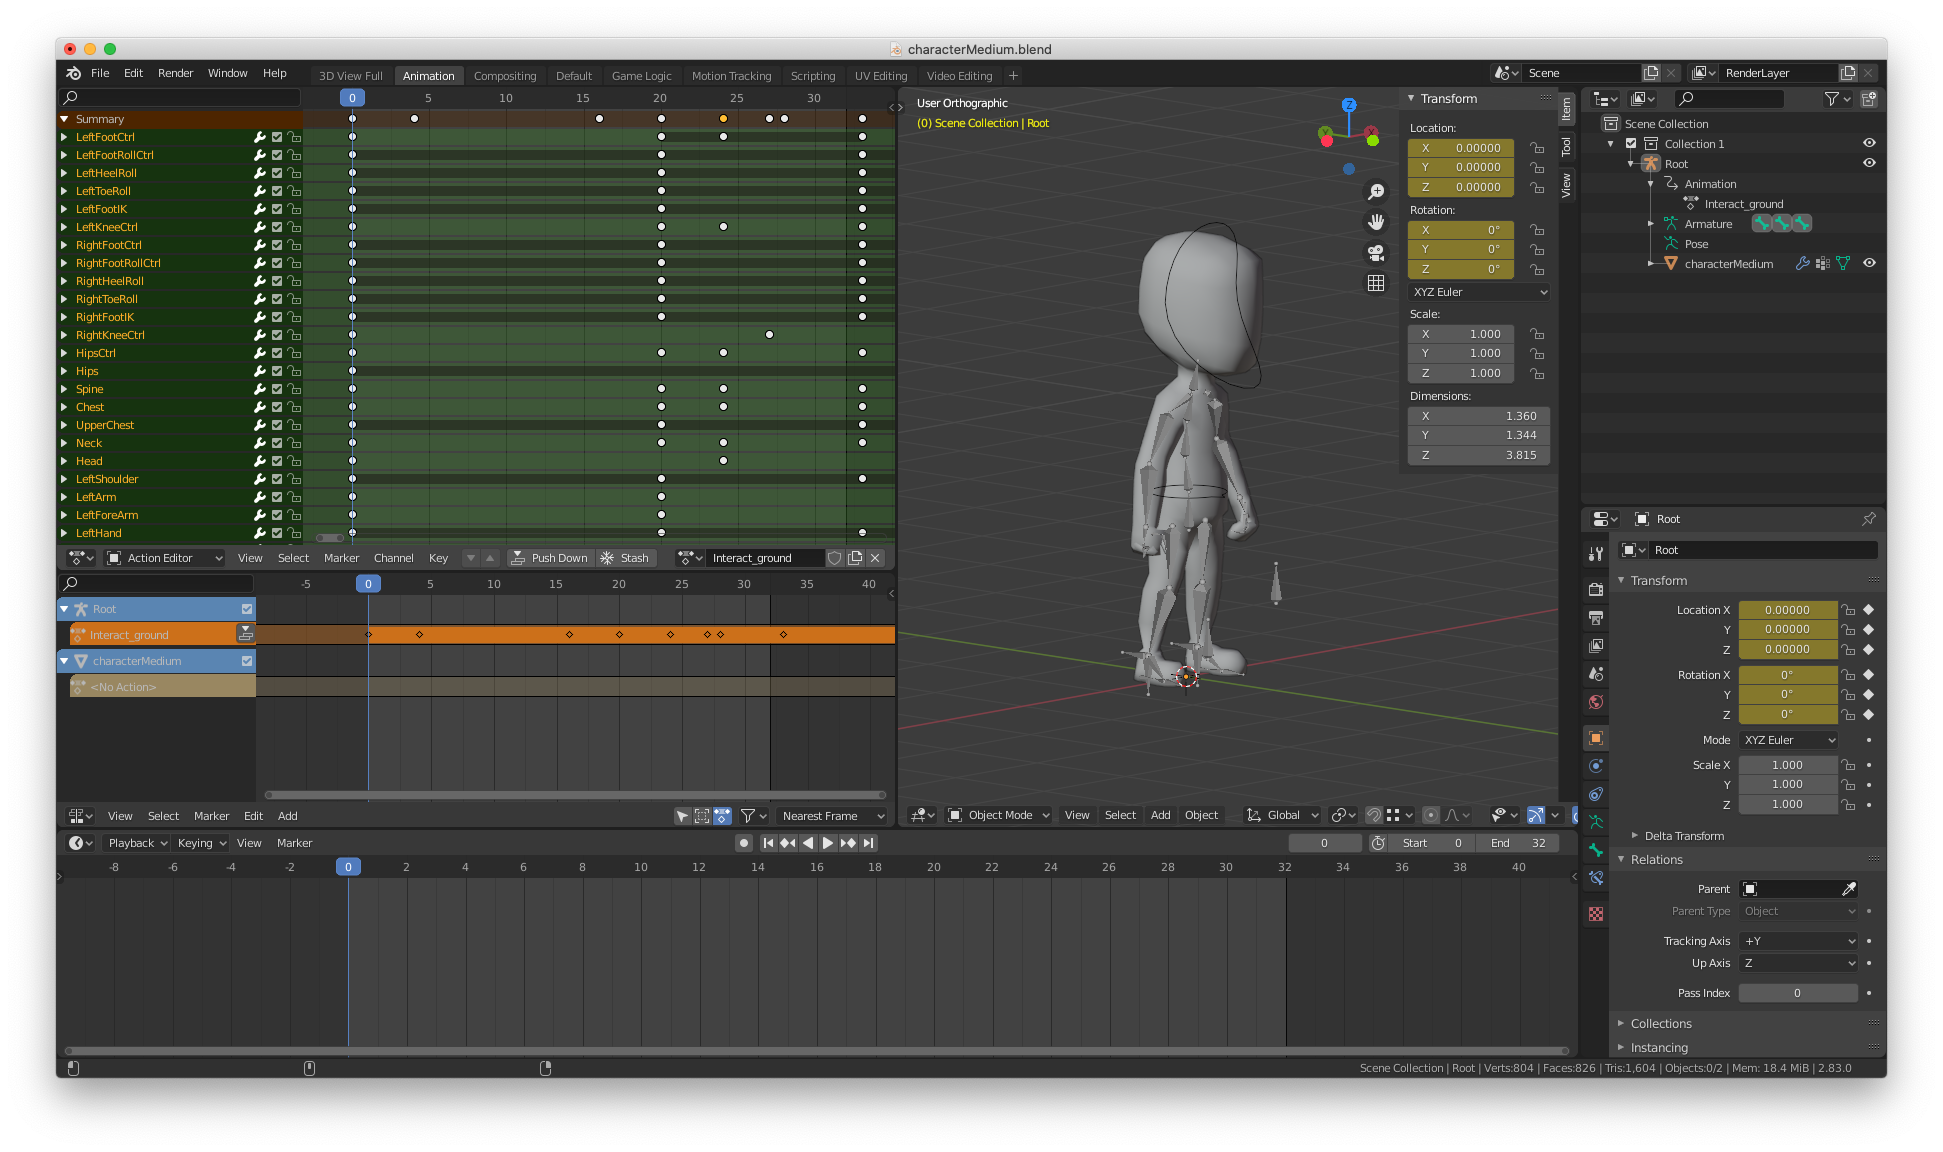 characterMedium.blend
File Edit Render Window Help 3D View Full Animation Compositing Default Game Logic Motion Tracking Scripting UV Editing Video Editing + Scene RenderLayer
0 5 10 15 20 25 30
Summary
LeftFootCtrl
LeftFootRollCtrl
LeftHeelRoll
LeftToeRoll
LeftFootIK
LeftKneeCtrl
RightFootCtrl
RightFootRollCtrl
RightHeelRoll
RightToeRoll
RightFootIK
RightKneeCtrl
HipsCtrl
Hips
Spine
Chest
UpperChest
Neck
Head
LeftShoulder
LeftArm
LeftForeArm
LeftHand
Action Editor View Select Marker Channel Key Push Down Stash Interact_ground
-5 0 5 10 15 20 25 30 35 40
Root
Interact_ground
characterMedium
<No Action>
View Select Marker Edit Add Nearest Frame
User Orthographic
(0) Scene Collection | Root
Z
Transform
Location:
X 0.00000
Y 0.00000
Z 0.00000
Rotation:
X 0°
Y 0°
Z 0°
XYZ Euler
Scale:
X 1.000
Y 1.000
Z 1.000
Dimensions:
X 1.360
Y 1.344
Z 3.815
Item
Tool
View
Object Mode View Select Add Object Global
Playback Keying View Marker 0 Start 0 End 32
-8 -6 -4 -2 0 2 4 6 8 10 12 14 16 18 20 22 24 26 28 30 32 34 36 38 40
Scene Collection
Collection 1
Root
Animation
Interact_ground
Armature
Pose
characterMedium
Root
Root
Transform
Location X 0.00000
Y 0.00000
Z 0.00000
Rotation X 0°
Y 0°
Z 0°
Mode XYZ Euler
Scale X 1.000
Y 1.000
Z 1.000
Delta Transform
Relations
Parent
Parent Type Object
Tracking Axis +Y
Up Axis Z
Pass Index 0
Collections
Instancing
Scene Collection | Root | Verts:804 | Faces:826 | Tris:1,604 | Objects:0/2 | Mem: 18.4 MiB | 2.83.0